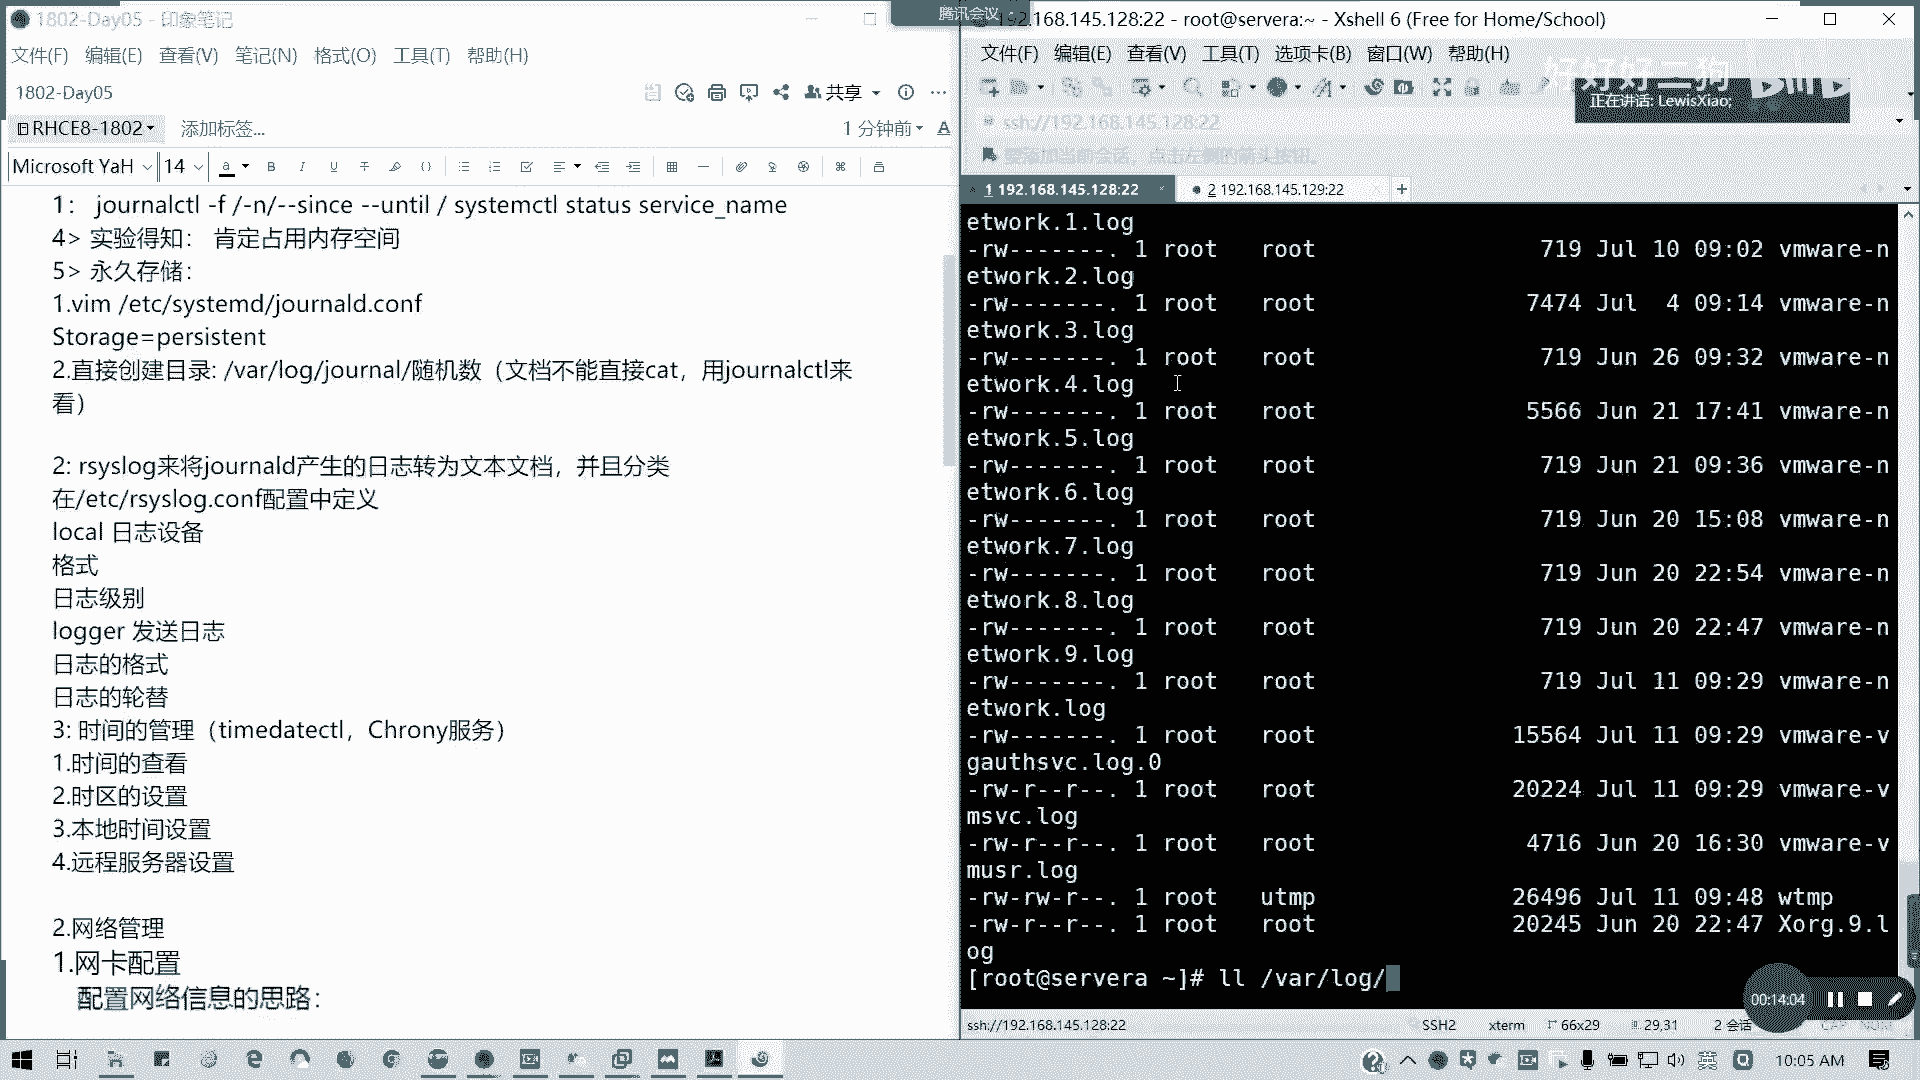 1802-Day05 - 印象笔记
文件(F) 编辑(E) 查看(V) 笔记(N) 格式(O) 工具(T) 帮助(H)
1802-Day05
共享
RHCE8-1802
添加标签...
1 分钟前
Microsoft YaH 14
1： journalctl -f /-n/--since --until / systemctl status service_name
4> 实验得知： 肯定占用内存空间
5> 永久存储：
1.vim /etc/systemd/journald.conf
Storage=persistent
2.直接创建目录: /var/log/journal/随机数（文档不能直接cat，用journalctl来
看）
2: rsyslog来将journald产生的日志转为文本文档，并且分类
在/etc/rsyslog.conf配置中定义
local 日志设备
格式
日志级别
logger 发送日志
日志的格式
日志的轮替
3: 时间的管理（timedatectl，Chrony服务）
1.时间的查看
2.时区的设置
3.本地时间设置
4.远程服务器设置
2.网络管理
1.网卡配置
配置网络信息的思路：
腾讯会议
192.168.145.128:22 - root@servera:~ - Xshell 6 (Free for Home/School)
文件(F) 编辑(E) 查看(V) 工具(T) 选项卡(B) 窗口(W) 帮助(H)
好好好二狗
正在讲话: LewisXiao;
ssh://192.168.145.128:22
要添加当前会话，点击左侧的箭头按钮。
1 192.168.145.128:22
2 192.168.145.129:22
etwork.1.log
-rw-------. 1 root root 719 Jul 10 09:02 vmware-n
etwork.2.log
-rw-------. 1 root root 7474 Jul 4 09:14 vmware-n
etwork.3.log
-rw-------. 1 root root 719 Jun 26 09:32 vmware-n
etwork.4.log
-rw-------. 1 root root 5566 Jun 21 17:41 vmware-n
etwork.5.log
-rw-------. 1 root root 719 Jun 21 09:36 vmware-n
etwork.6.log
-rw-------. 1 root root 719 Jun 20 15:08 vmware-n
etwork.7.log
-rw-------. 1 root root 719 Jun 20 22:54 vmware-n
etwork.8.log
-rw-------. 1 root root 719 Jun 20 22:47 vmware-n
etwork.9.log
-rw-------. 1 root root 719 Jul 11 09:29 vmware-n
etwork.log
-rw-------. 1 root root 15564 Jul 11 09:29 vmware-v
gauthsvc.log.0
-rw-r--r--. 1 root root 20224 Jul 11 09:29 vmware-v
msvc.log
-rw-r--r--. 1 root root 4716 Jun 20 16:30 vmware-v
musr.log
-rw-rw-r--. 1 root utmp 26496 Jul 11 09:48 wtmp
-rw-r--r--. 1 root root 20245 Jun 20 22:47 Xorg.9.l
og
[root@servera ~]# ll /var/log/
00:14:04
ssh://192.168.145.128:22 SSH2 xterm 66x29 29,31 2 会话 CAP NUM
英
10:05 AM